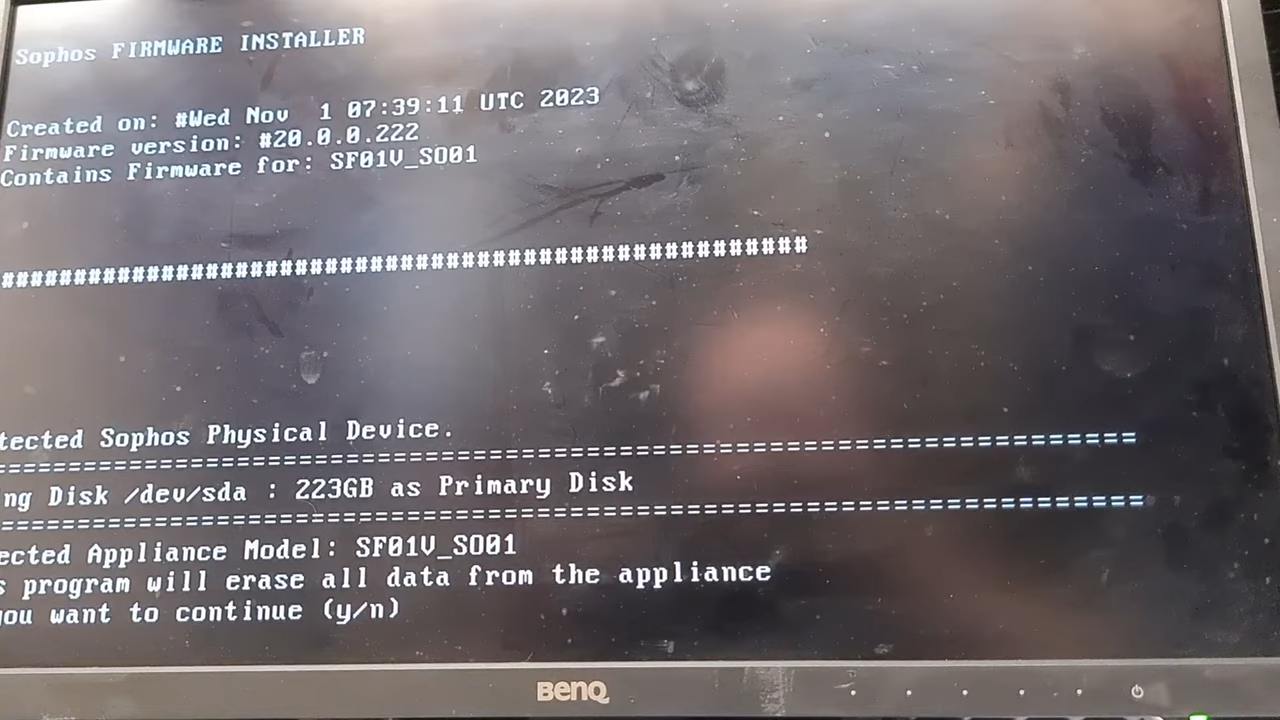 Sophos FIRMWARE INSTALLER
Created on: #Wed Nov 1 07:39:11 UTC 2023
Firmware version: #20.0.0.222
Contains Firmware for: SF01V_SO01
#######################################################
tected Sophos Physical Device.
===============================================================================
ng Disk /dev/sda : 223GB as Primary Disk
===============================================================================
ected Appliance Model: SF01V_SO01
s program will erase all data from the appliance
you want to continue (y/n)
BenQ